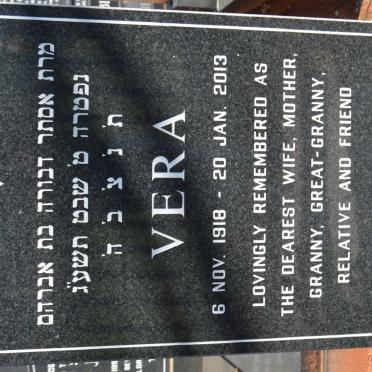 מרת אסתר דבורה בת אברהם
נפטרה ט שבט תשע״ג
ת נ צ ב ה
VERA
6 NOV. 1918 - 20 JAN. 2013
LOVINGLY REMEMBERED AS
THE DEAREST WIFE, MOTHER,
GRANNY, GREAT-GRANNY,
RELATIVE AND FRIEND